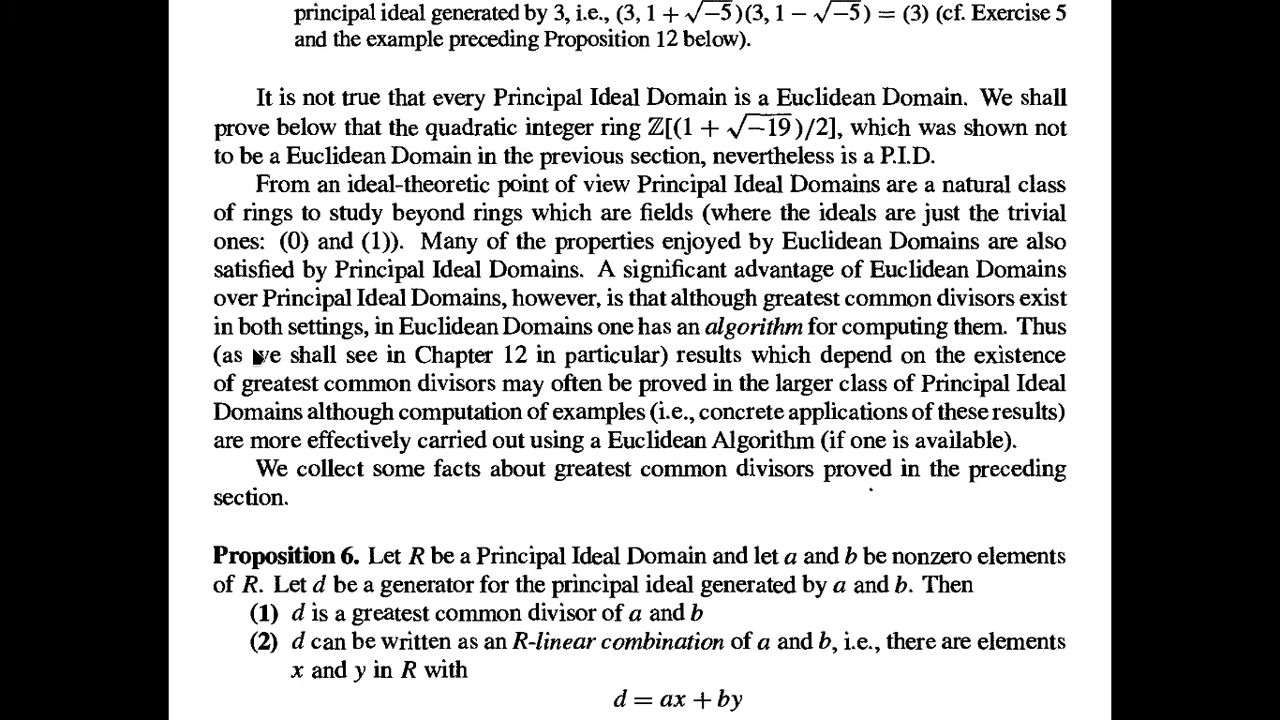 principal ideal generated by 3, i.e., (3, 1 + √−5)(3, 1 − √−5) = (3) (cf. Exercise 5
and the example preceding Proposition 12 below).
It is not true that every Principal Ideal Domain is a Euclidean Domain. We shall
prove below that the quadratic integer ring ℤ[(1 + √−19)/2], which was shown not
to be a Euclidean Domain in the previous section, nevertheless is a P.I.D.
From an ideal-theoretic point of view Principal Ideal Domains are a natural class
of rings to study beyond rings which are fields (where the ideals are just the trivial
ones: (0) and (1)). Many of the properties enjoyed by Euclidean Domains are also
satisfied by Principal Ideal Domains. A significant advantage of Euclidean Domains
over Principal Ideal Domains, however, is that although greatest common divisors exist
in both settings, in Euclidean Domains one has an algorithm for computing them. Thus
(as we shall see in Chapter 12 in particular) results which depend on the existence
of greatest common divisors may often be proved in the larger class of Principal Ideal
Domains although computation of examples (i.e., concrete applications of these results)
are more effectively carried out using a Euclidean Algorithm (if one is available).
We collect some facts about greatest common divisors proved in the preceding
section.
Proposition 6. Let R be a Principal Ideal Domain and let a and b be nonzero elements
of R. Let d be a generator for the principal ideal generated by a and b. Then
(1) d is a greatest common divisor of a and b
(2) d can be written as an R-linear combination of a and b, i.e., there are elements
x and y in R with
d = ax + by